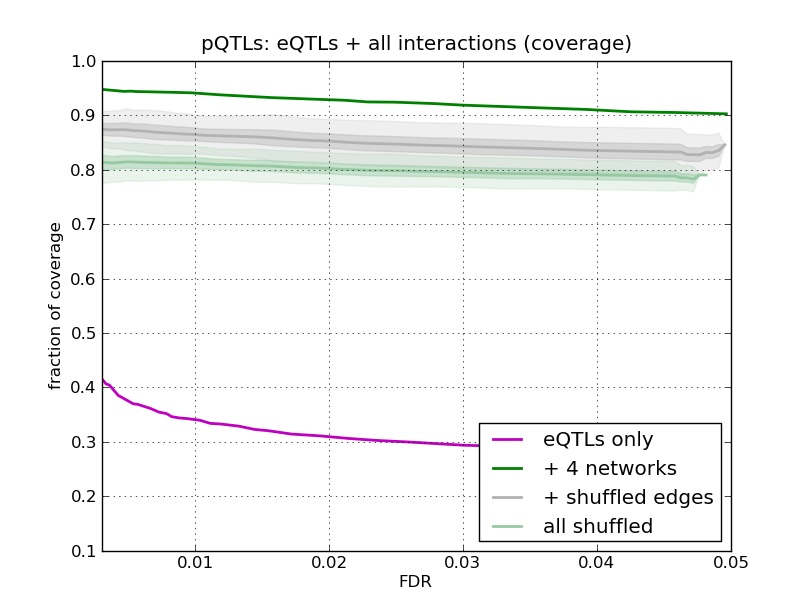 pQTLs: eQTLs + all interactions (coverage)
1.0
0.9
0.8
0.7
0.6
0.5
0.4
0.3
0.2
0.1
fraction of coverage
eQTLs only
+ 4 networks
+ shuffled edges
all shuffled
0.01
0.02
0.03
0.04
0.05
FDR